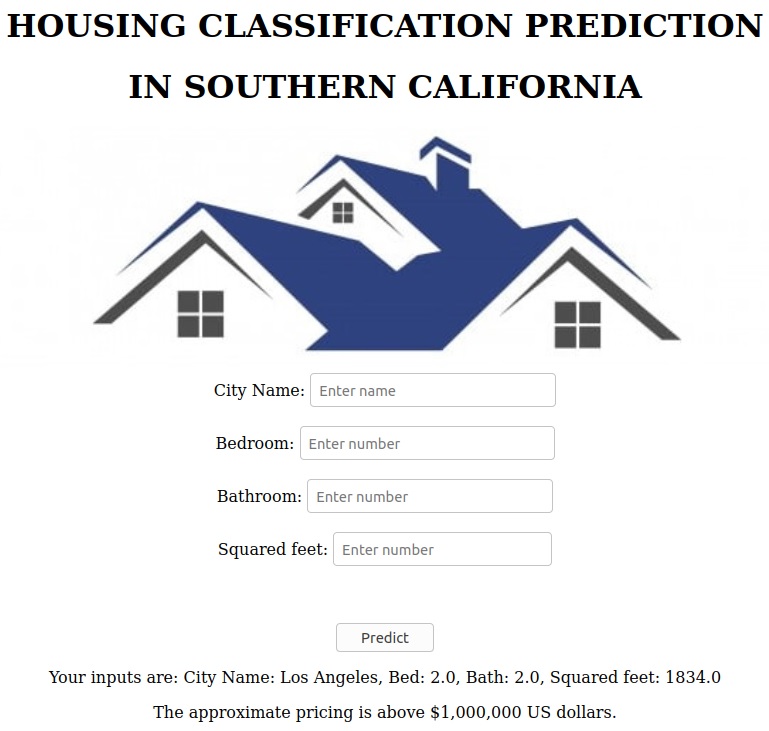 HOUSING CLASSIFICATION PREDICTION
IN SOUTHERN CALIFORNIA
City Name: Enter name
Bedroom: Enter number
Bathroom: Enter number
Squared feet: Enter number
Predict
Your inputs are: City Name: Los Angeles, Bed: 2.0, Bath: 2.0, Squared feet: 1834.0
The approximate pricing is above $1,000,000 US dollars.